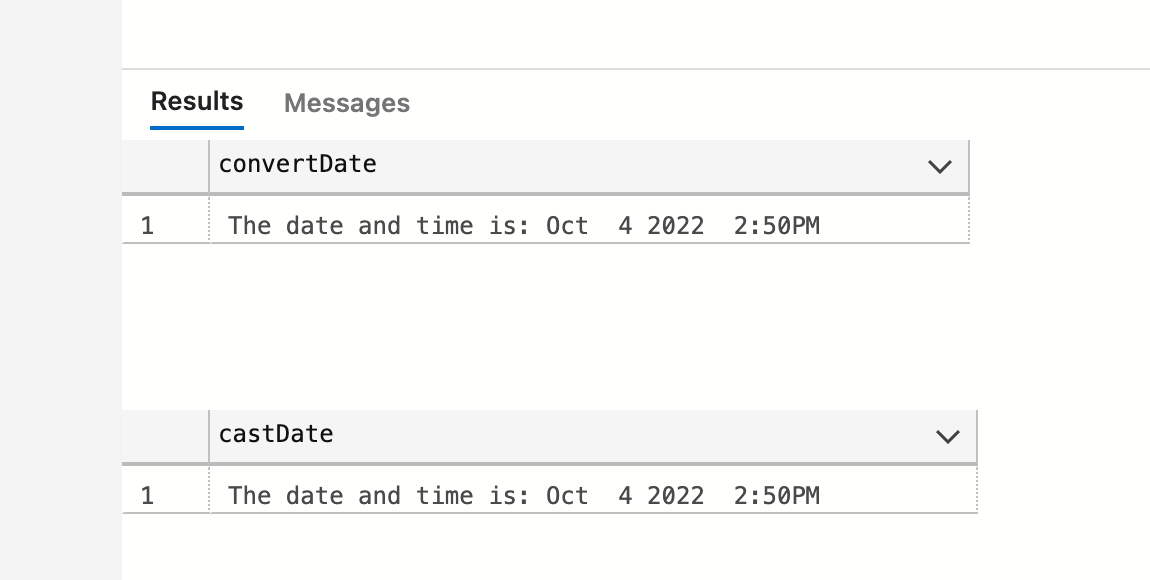 Results Messages
convertDate
1 The date and time is: Oct  4 2022  2:50PM
castDate
1 The date and time is: Oct  4 2022  2:50PM